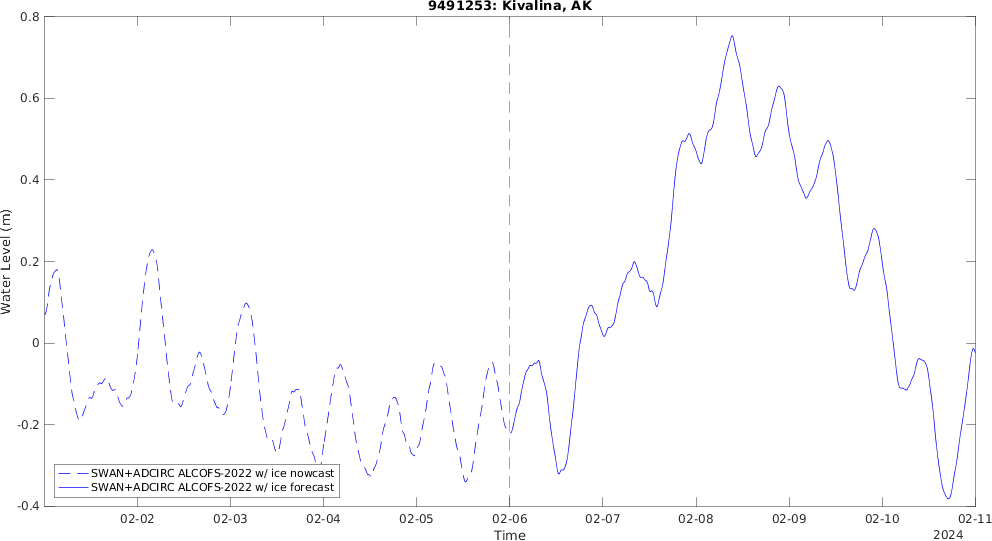 9491253: Kivalina, AK
0.8
0.6
0.4
0.2
0
-0.2
-0.4
Water Level (m)
SWAN+ADCIRC ALCOFS-2022 w/ ice nowcast
SWAN+ADCIRC ALCOFS-2022 w/ ice forecast
02-02 02-03 02-04 02-05 02-06 02-07 02-08 02-09 02-10 02-11
Time
2024